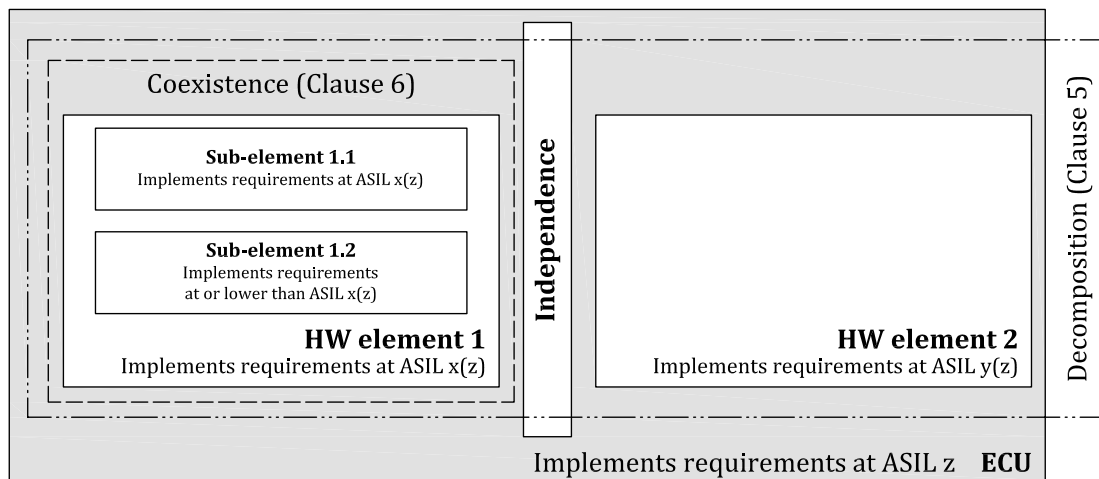 Coexistence (Clause 6)
Sub-element 1.1
Implements requirements at ASIL x(z)
Sub-element 1.2
Implements requirements
at or lower than ASIL x(z)
HW element 1
Implements requirements at ASIL x(z)
Independence
HW element 2
Implements requirements at ASIL y(z)
Decomposition (Clause 5)
Implements requirements at ASIL z ECU